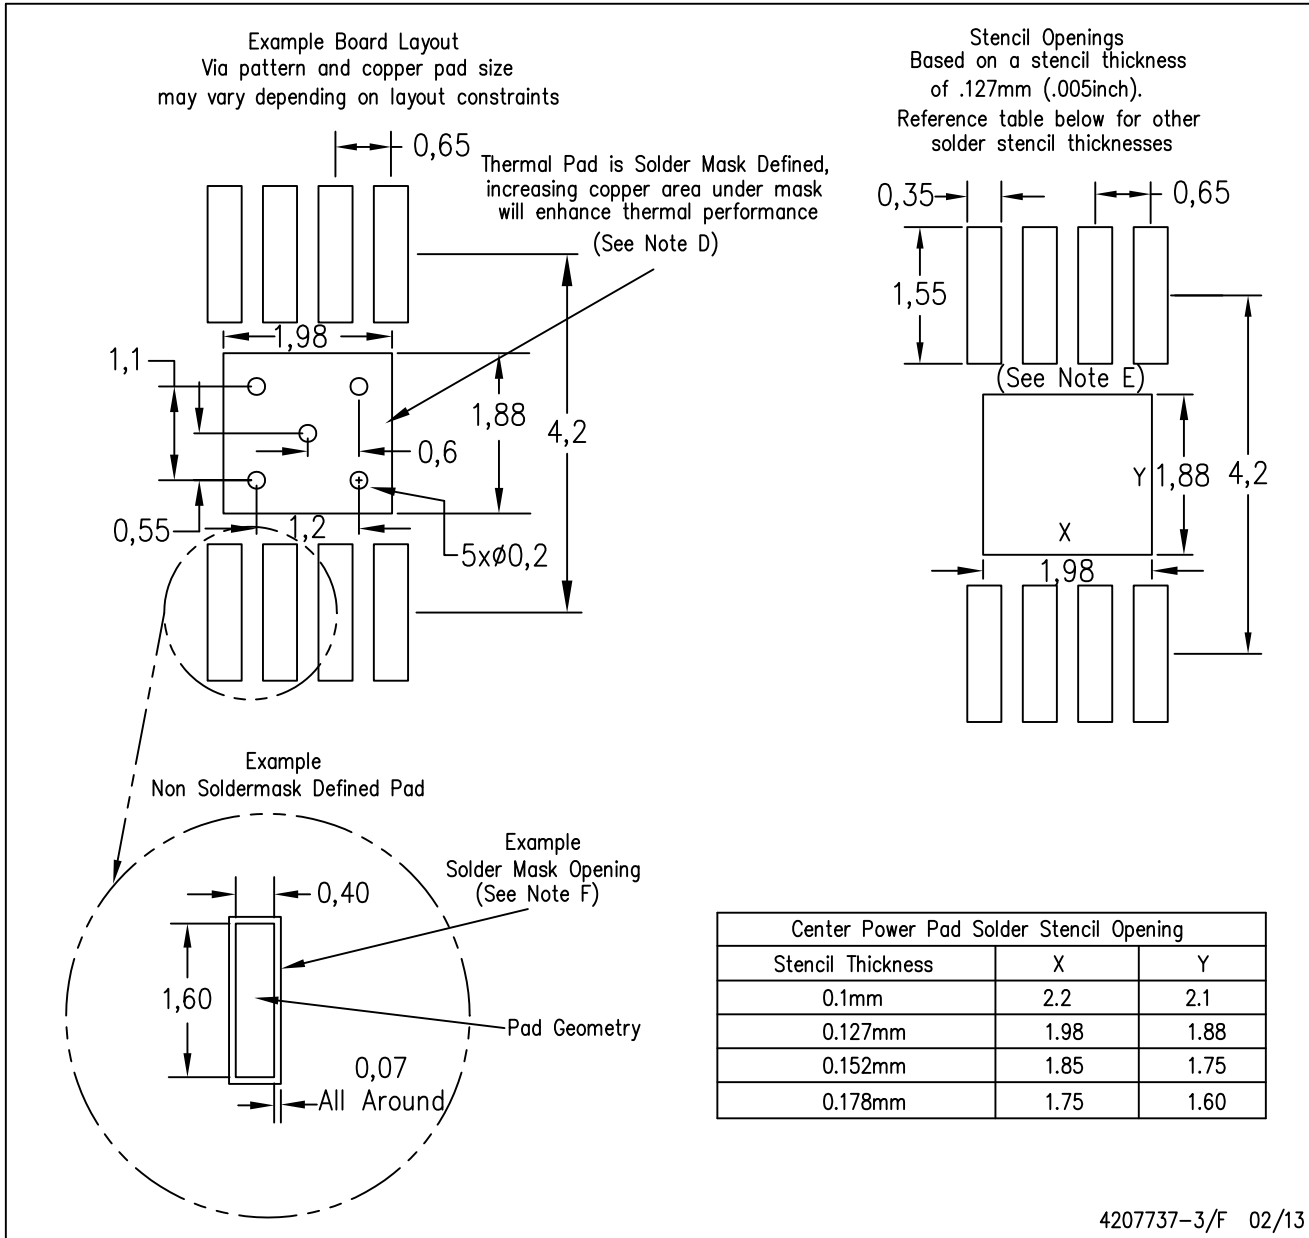 Example Board Layout
Via pattern and copper pad size
may vary depending on layout constraints
0,65
Thermal Pad is Solder Mask Defined,
increasing copper area under mask
will enhance thermal performance
(See Note D)
1,98
1,1
1,88
4,2
0,6
0,55
1,2
5xø0,2
Stencil Openings
Based on a stencil thickness
of .127mm (.005inch).
Reference table below for other
solder stencil thicknesses
0,35
0,65
1,55
(See Note E)
Y
1,88
4,2
X
1,98
Example
Non Soldermask Defined Pad
Example
Solder Mask Opening
(See Note F)
0,40
1,60
Pad Geometry
0,07
All Around
Center Power Pad Solder Stencil Opening
Stencil Thickness X Y
0.1mm 2.2 2.1
0.127mm 1.98 1.88
0.152mm 1.85 1.75
0.178mm 1.75 1.60
4207737-3/F 02/13